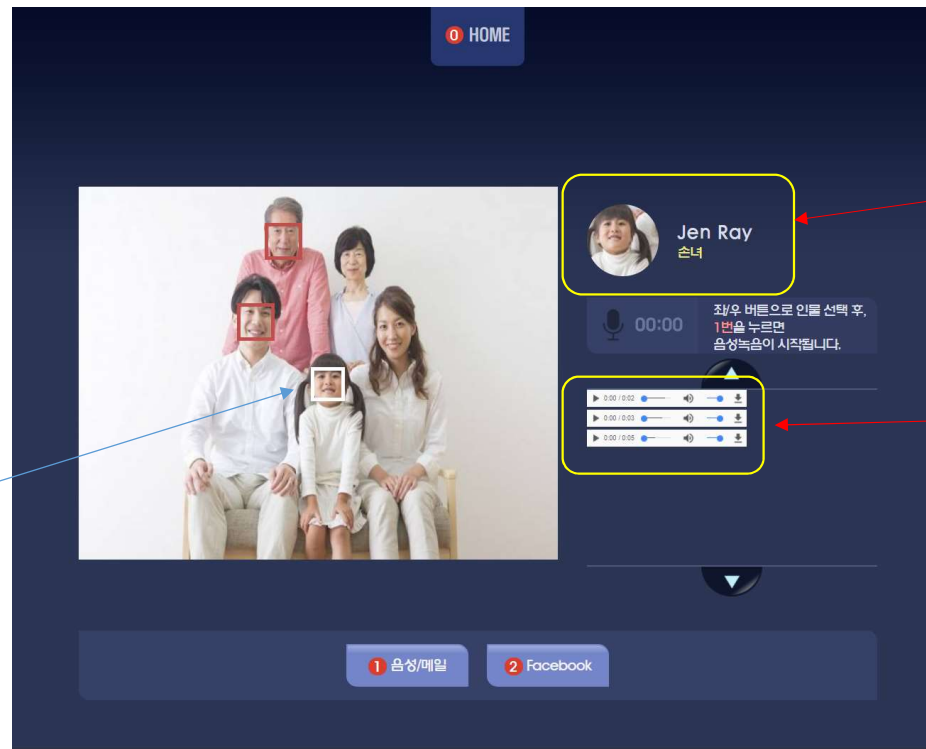 0 HOME
Jen Ray
손녀
00:00
좌/우 버튼으로 인물 선택 후,
1번을 누르면
음성녹음이 시작됩니다.
0:00 / 0:02
0:00 / 0:03
0:00 / 0:05
1 음성/메일
2 Facebook